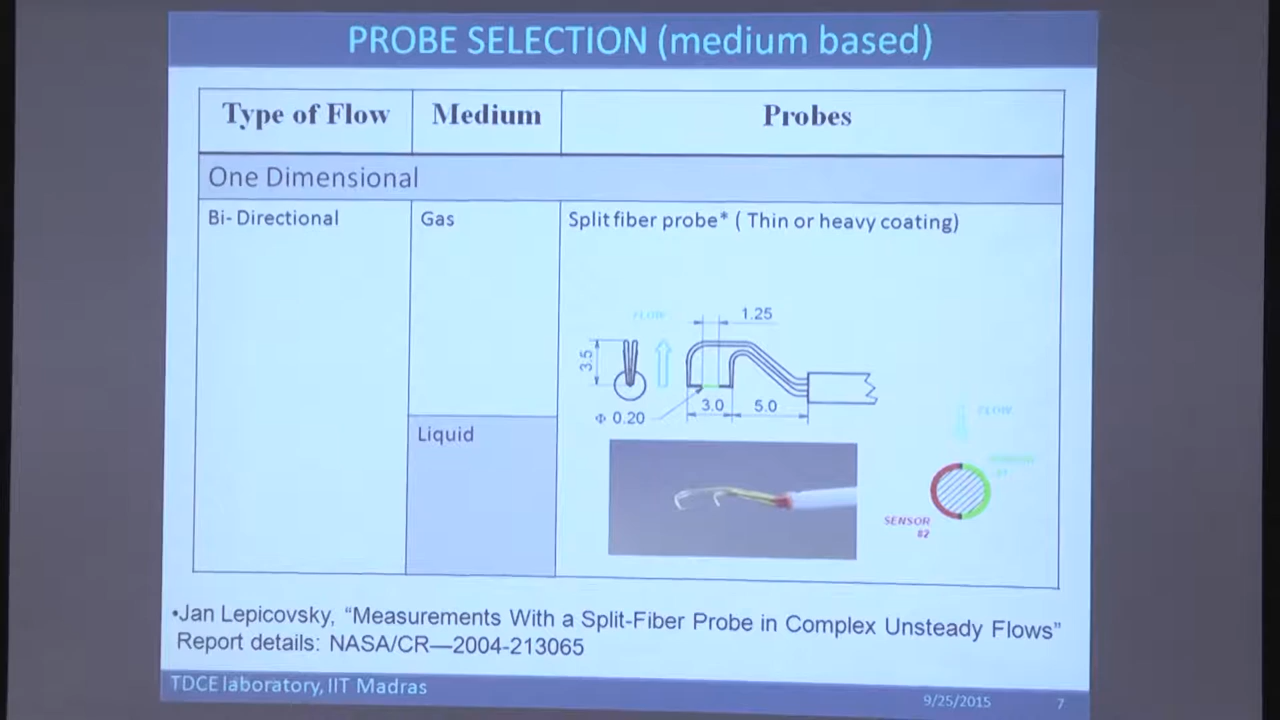 PROBE SELECTION (medium based)
Type of Flow Medium Probes
One Dimensional
Bi- Directional Gas Split fiber probe* ( Thin or heavy coating)
FLOW 1.25
3.5
3.0 5.0
Φ 0.20
FLOW
Liquid
SENSOR
#2
•Jan Lepicovsky, “Measurements With a Split-Fiber Probe in Complex Unsteady Flows”
Report details: NASA/CR—2004-213065
TDCE laboratory, IIT Madras 9/25/2015 7